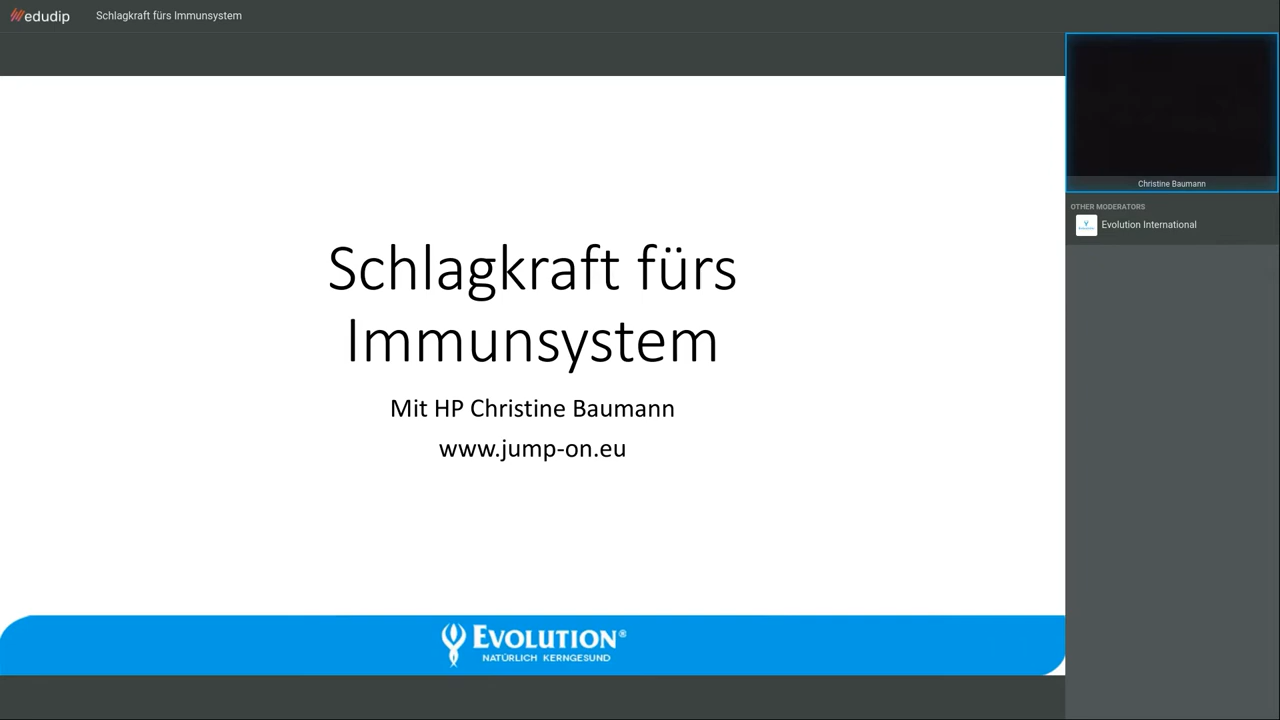 edudip
Schlagkraft fürs Immunsystem
Schlagkraft fürs
Immunsystem
Mit HP Christine Baumann
www.jump-on.eu
EVOLUTION®
NATÜRLICH KERNGESUND
Christine Baumann
OTHER MODERATORS
Evolution International